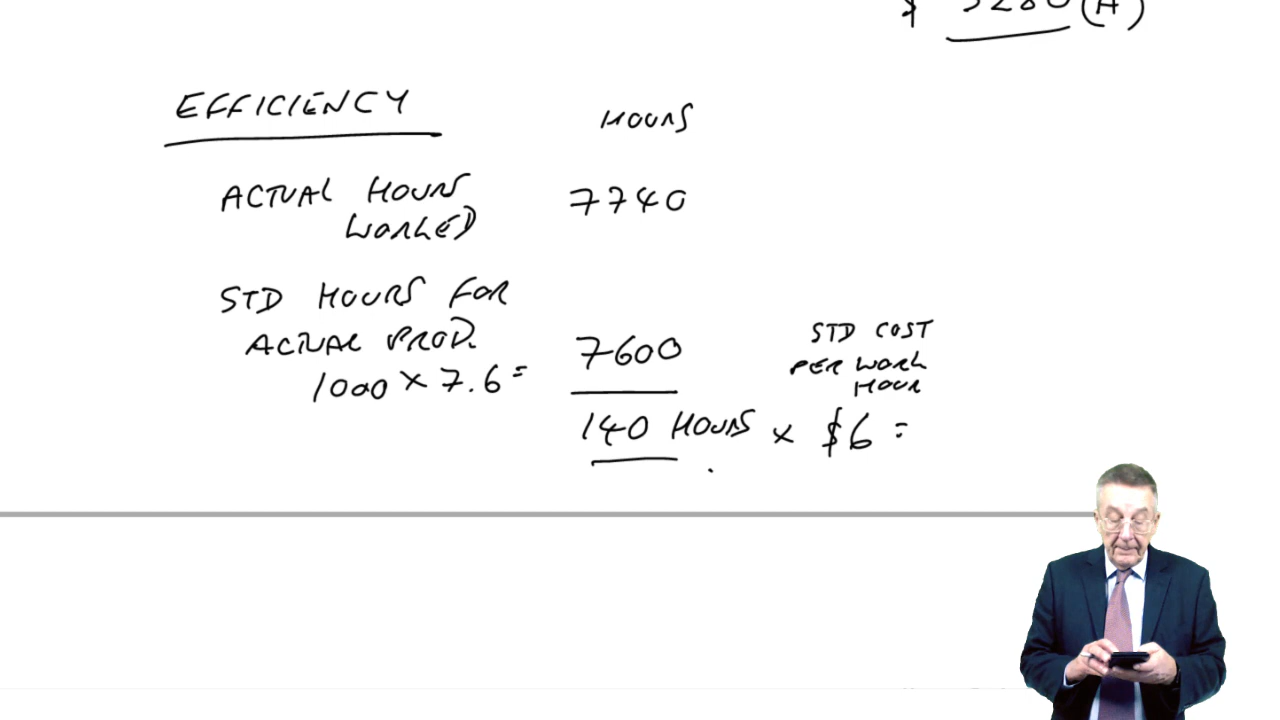 $ 5280 (A)
EFFICIENCY
HOURS
ACTUAL HOURS
WORKED
7740
STD HOURS FOR
ACTUAL PROD.
1000 × 7.6 =
7600
STD COST
PER WORK
HOUR
140 HOURS × $6 =